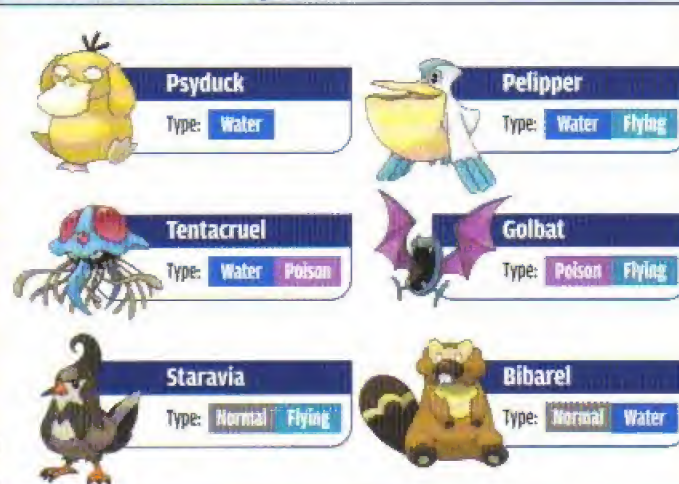 Psyduck
Type: Water
Pelipper
Type: Water Flying
Tentacruel
Type: Water Poison
Golbat
Type: Poison Flying
Staravia
Type: Normal Flying
Bibarel
Type: Normal Water